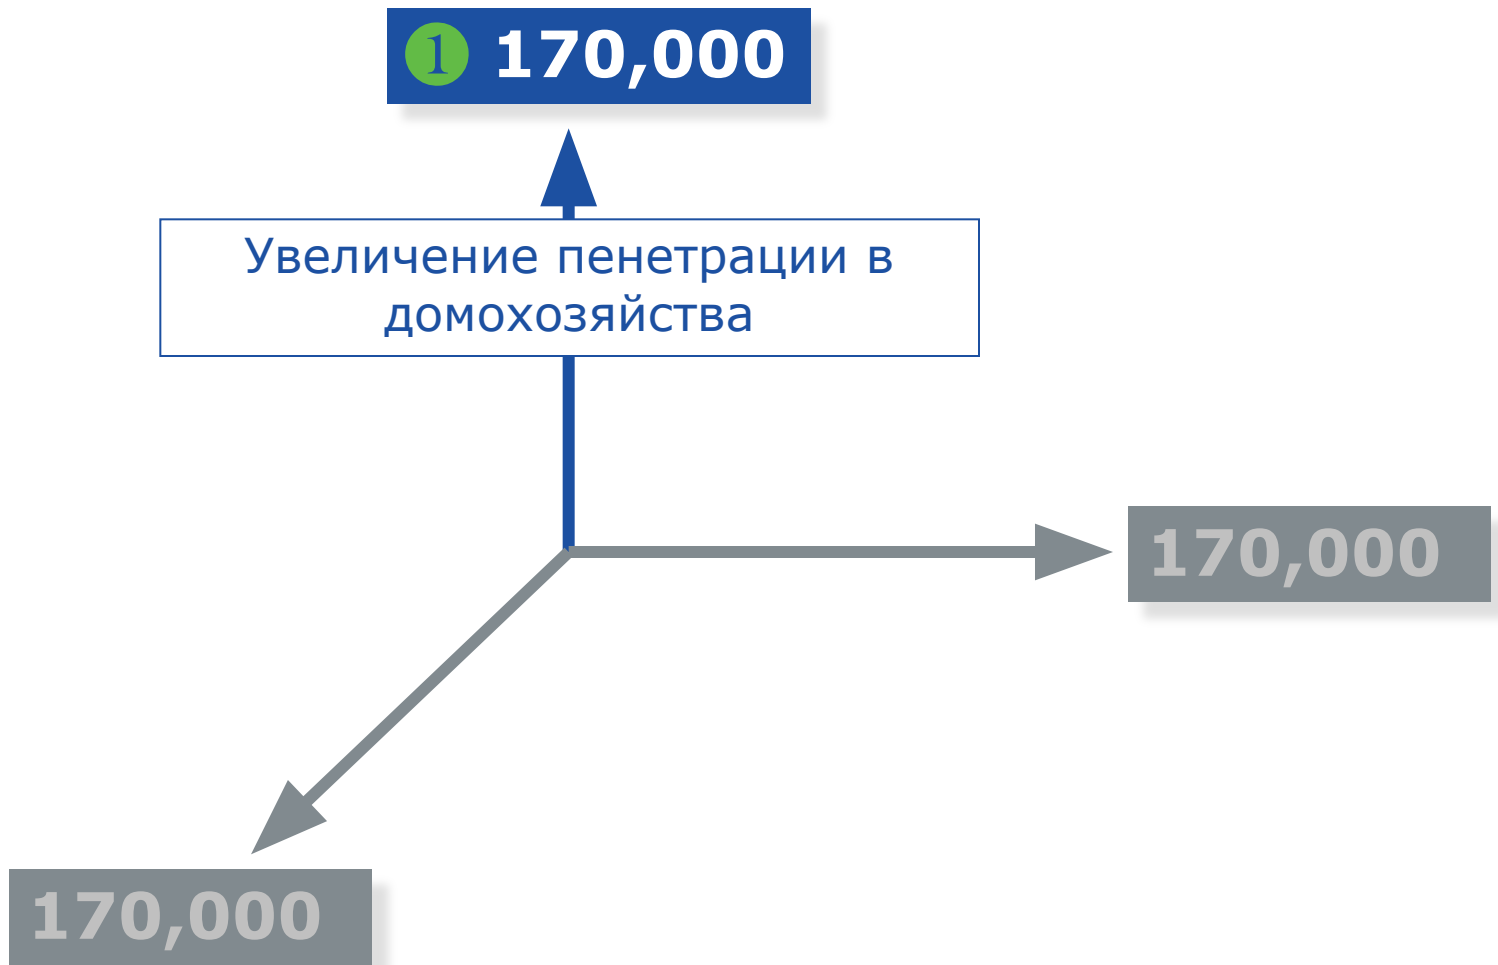 1 170,000
Увеличение пенетрации в
домохозяйства
170,000
170,000